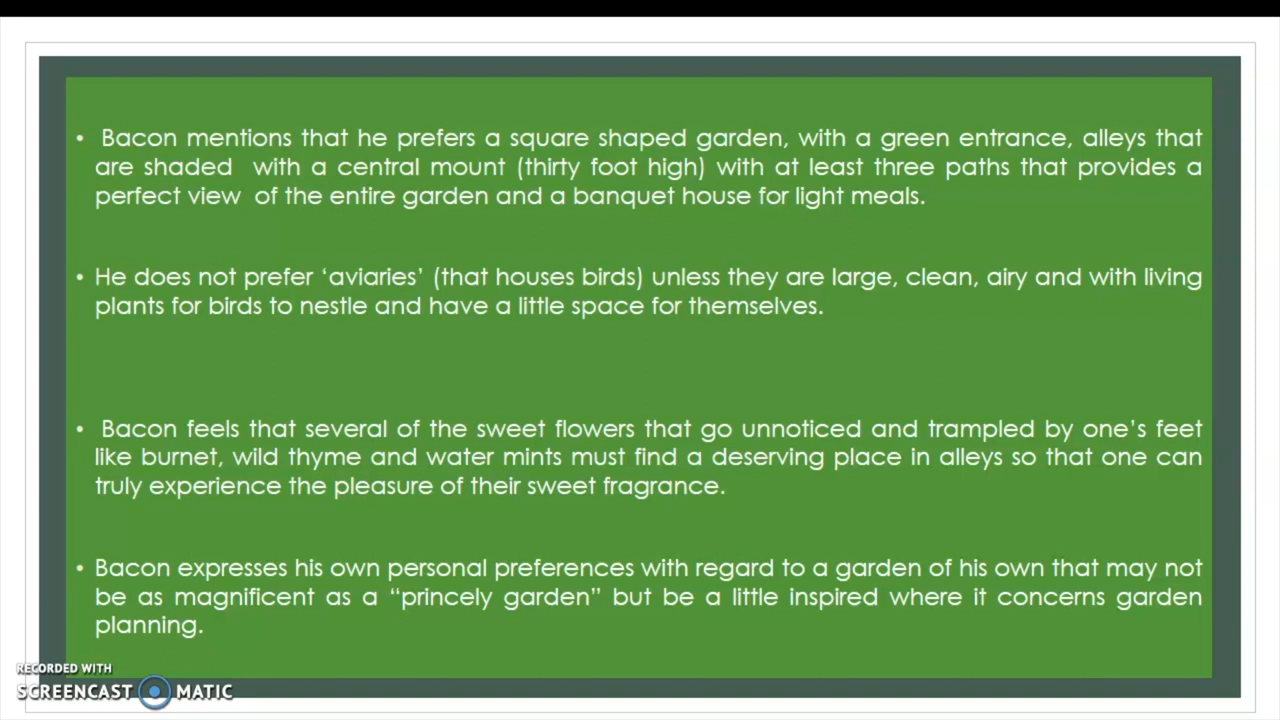 • Bacon mentions that he prefers a square shaped garden, with a green entrance, alleys that
are shaded with a central mount (thirty foot high) with at least three paths that provides a
perfect view of the entire garden and a banquet house for light meals.
• He does not prefer ‘aviaries’ (that houses birds) unless they are large, clean, airy and with living
plants for birds to nestle and have a little space for themselves.
• Bacon feels that several of the sweet flowers that go unnoticed and trampled by one’s feet
like burnet, wild thyme and water mints must find a deserving place in alleys so that one can
truly experience the pleasure of their sweet fragrance.
• Bacon expresses his own personal preferences with regard to a garden of his own that may not
be as magnificent as a “princely garden” but be a little inspired where it concerns garden
planning.
RECORDED WITH
SCREENCAST MATIC